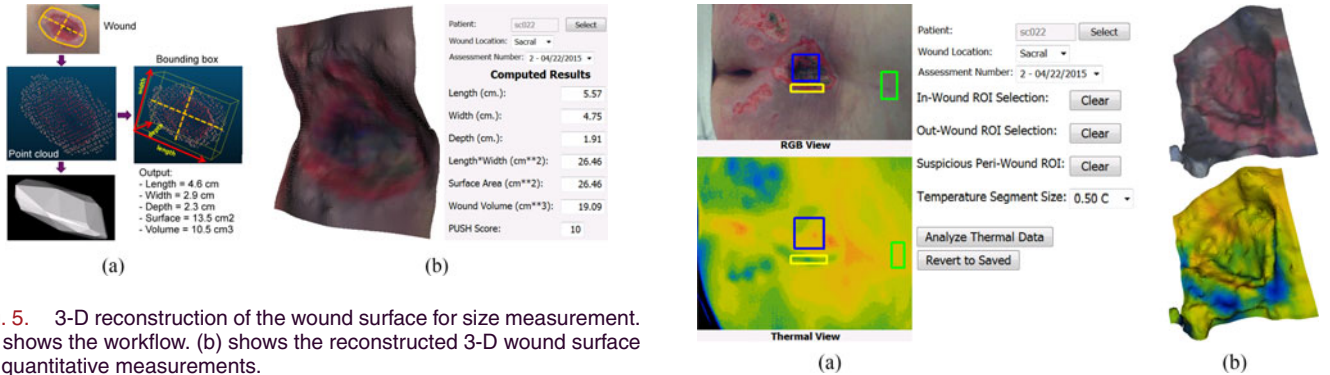 Wound
Bounding box
width
depth
length
length
Point cloud
Output:
- Length = 4.6 cm
- Width = 2.9 cm
- Depth = 2.3 cm
- Surface = 13.5 cm2
- Volume = 10.5 cm3
(a)
Patient: sc022 Select
Wound Location: Sacral
Assessment Number: 2 - 04/22/2015
Computed Results
Length (cm.): 5.57
Width (cm.): 4.75
Depth (cm.): 1.91
Length*Width (cm**2): 26.46
Surface Area (cm**2): 26.46
Wound Volume (cm**3): 19.09
PUSH Score: 10
(b)
. 5. 3-D reconstruction of the wound surface for size measurement.
shows the workflow. (b) shows the reconstructed 3-D wound surface
quantitative measurements.
RGB View
Thermal View
Patient: sc022 Select
Wound Location: Sacral
Assessment Number: 2 - 04/22/2015
In-Wound ROI Selection: Clear
Out-Wound ROI Selection: Clear
Suspicious Peri-Wound ROI: Clear
Temperature Segment Size: 0.50 C
Analyze Thermal Data
Revert to Saved
(a)
(b)